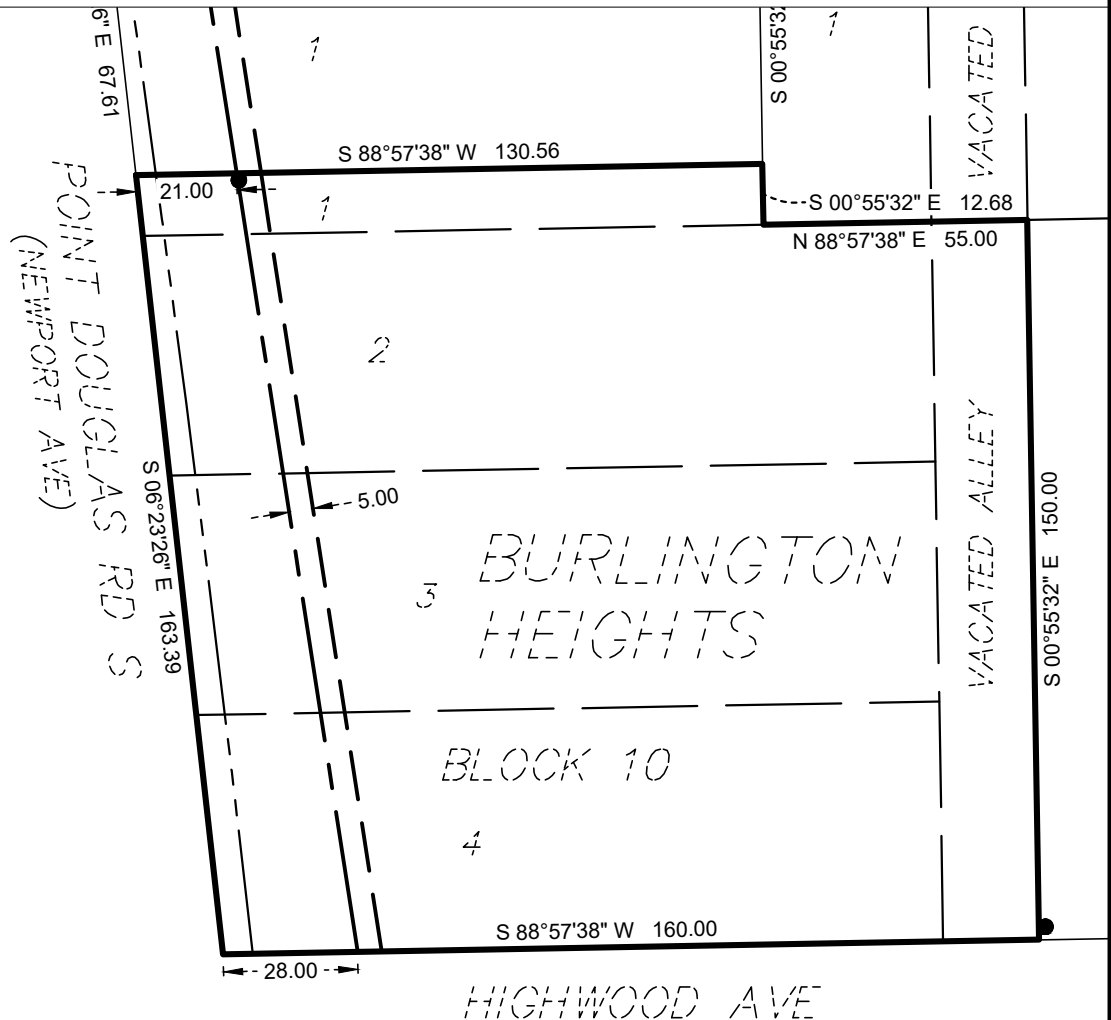 1
1
S 00°55'32
VACATED
6" E 67.61
S 88°57'38" W 130.56
21.00
1
S 00°55'32" E 12.68
N 88°57'38" E 55.00
POINT DOUGLAS RD S
(NEWPORT AVE)
2
S 06°23'26" E 163.39
5.00
BURLINGTON
HEIGHTS
3
VACATED ALLEY
S 00°55'32" E 150.00
BLOCK 10
4
S 88°57'38" W 160.00
28.00
HIGHWOOD AVE